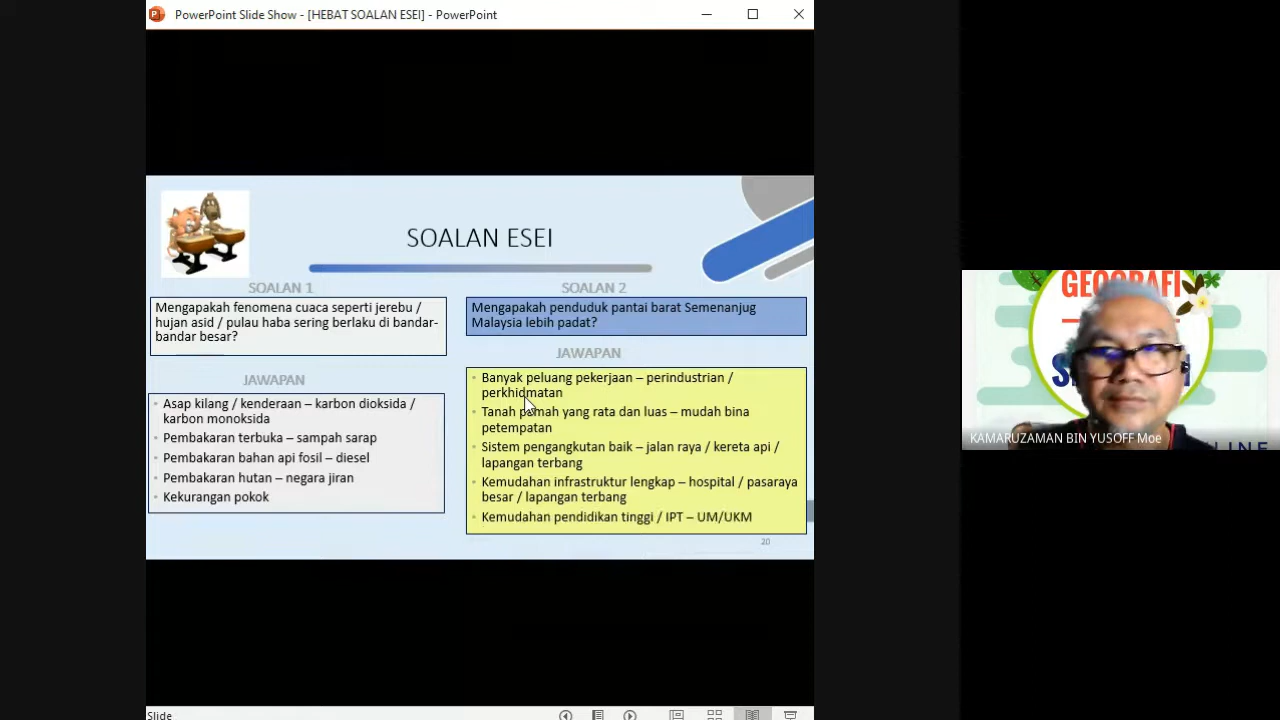 PowerPoint Slide Show - [HEBAT SOALAN ESEI] - PowerPoint
SOALAN ESEI
SOALAN 1
Mengapakah fenomena cuaca seperti jerebu /
hujan asid / pulau haba sering berlaku di bandar-
bandar besar?
JAWAPAN
Asap kilang / kenderaan – karbon dioksida /
karbon monoksida
Pembakaran terbuka – sampah sarap
Pembakaran bahan api fosil – diesel
Pembakaran hutan – negara jiran
Kekurangan pokok
SOALAN 2
Mengapakah penduduk pantai barat Semenanjug
Malaysia lebih padat?
JAWAPAN
Banyak peluang pekerjaan – perindustrian /
perkhidmatan
Tanah pamah yang rata dan luas – mudah bina
petempatan
Sistem pengangkutan baik – jalan raya / kereta api /
lapangan terbang
Kemudahan infrastruktur lengkap – hospital / pasaraya
besar / lapangan terbang
Kemudahan pendidikan tinggi / IPT – UM/UKM
20
Slide
GEOGRAFI
KAMARUZAMAN BIN YUSOFF Moe